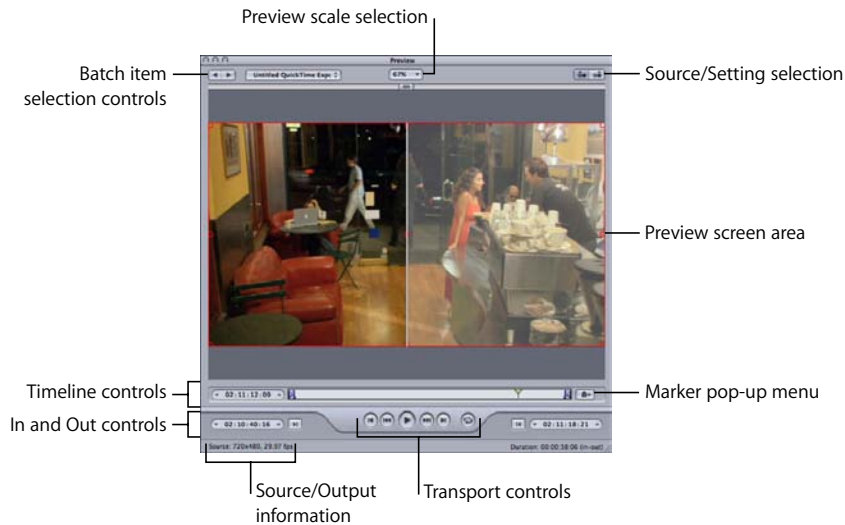 Preview scale selection
Batch item
selection controls
Source/Setting selection
Preview
Untitled QuickTime Expo
67%
Preview screen area
Timeline controls
02:11:12:00
Marker pop-up menu
In and Out controls
02:10:40:16
02:11:18:21
Source: 720x480, 29.97 fps
Duration: 00:00:38:06 (in-out)
Source/Output
information
Transport controls